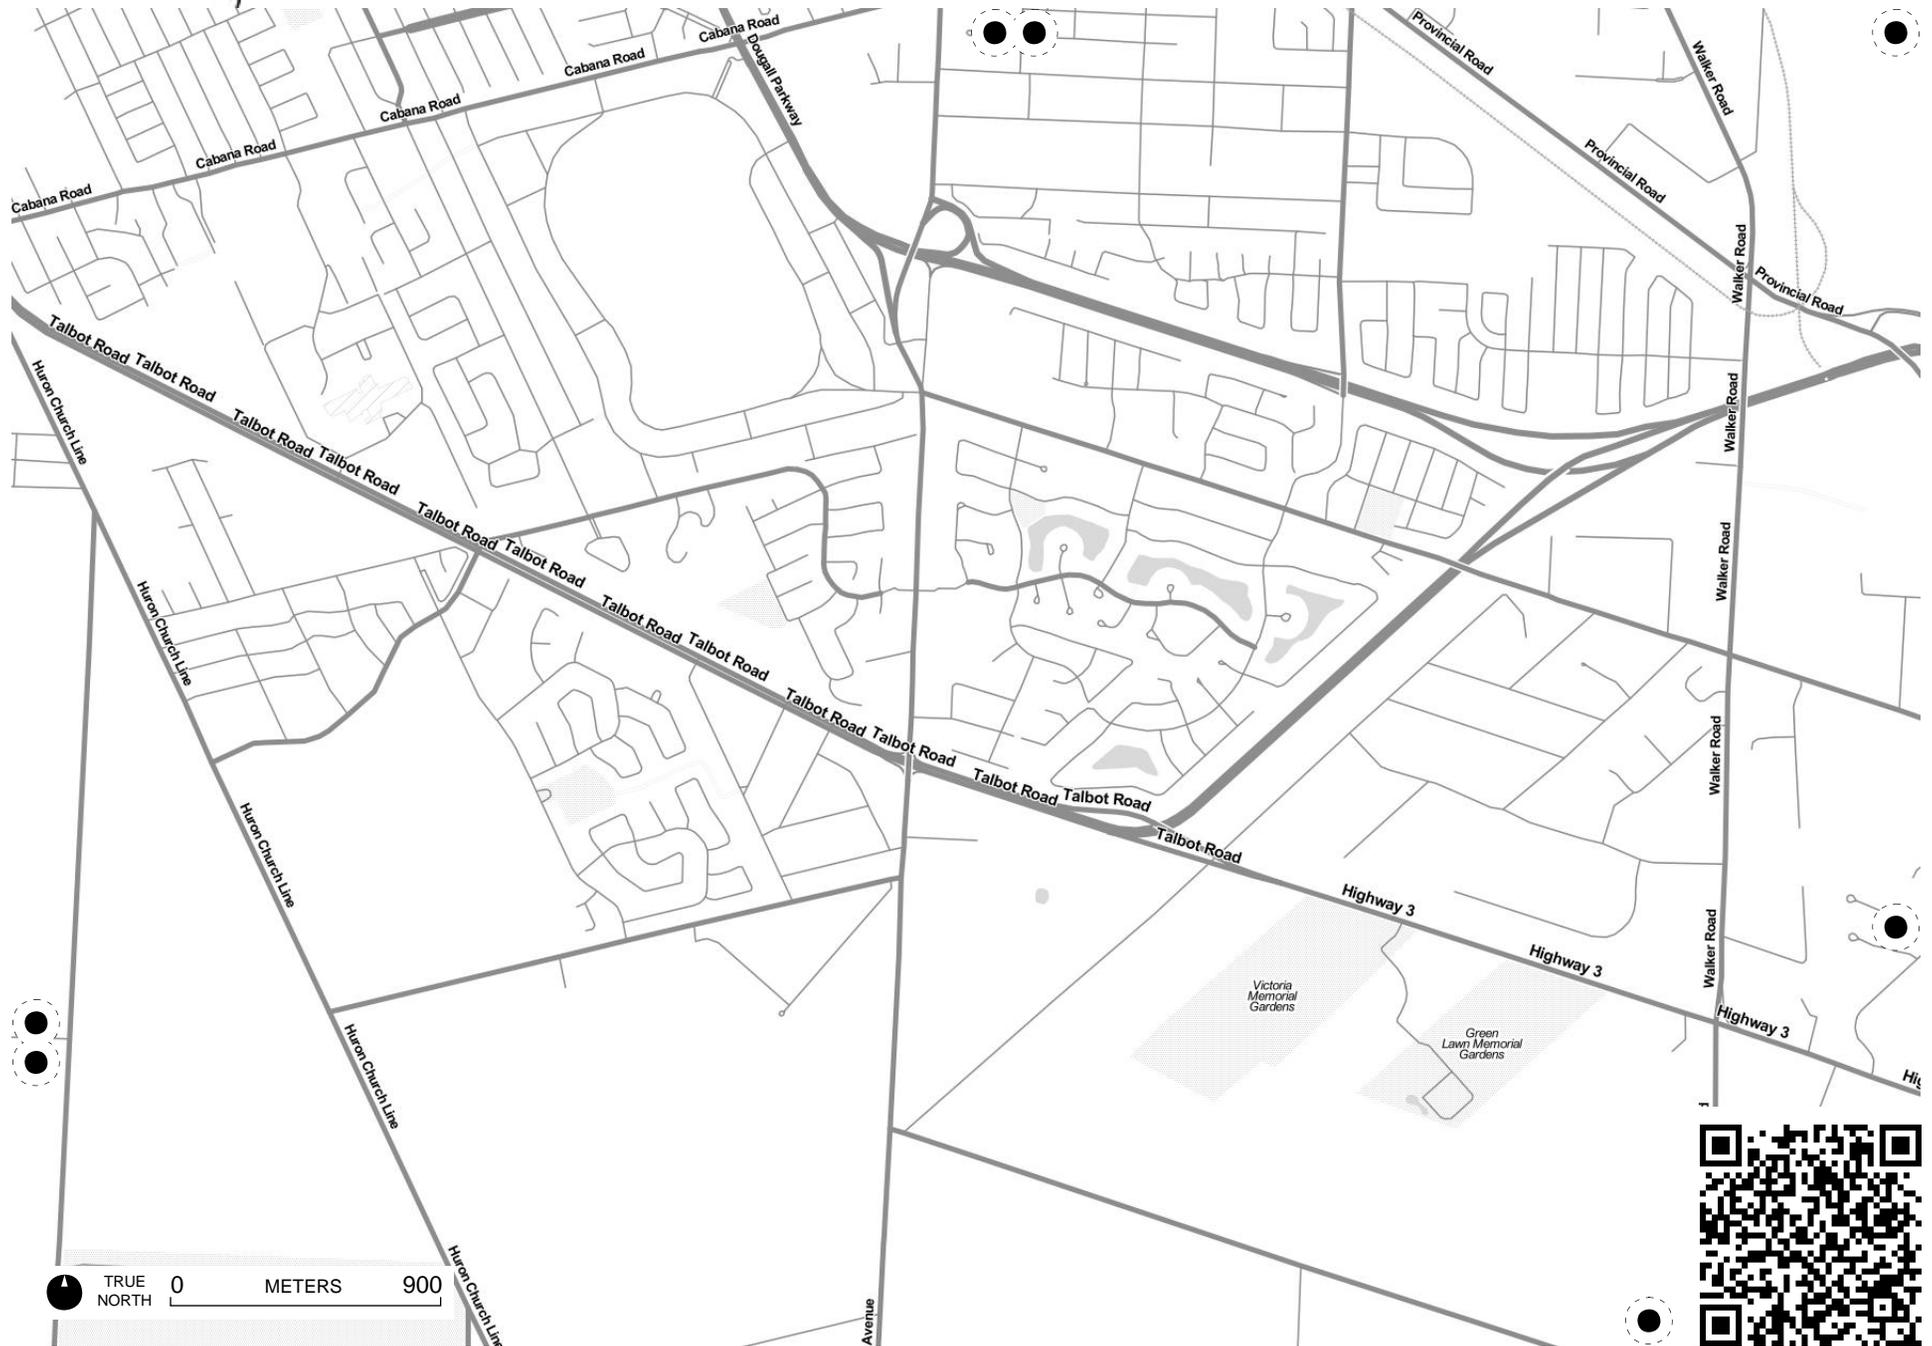 Cabana Road
Cabana Road
Cabana Road
Cabana Road
Cabana Road
Dougall Parkway
Provincial Road
Provincial Road
Provincial Road
Walker Road
Walker Road
Walker Road
Walker Road
Walker Road
Walker Road
Talbot Road
Talbot Road
Talbot Road
Talbot Road
Talbot Road
Talbot Road
Talbot Road
Talbot Road
Talbot Road
Talbot Road
Talbot Road
Talbot Road
Talbot Road
Huron Church Line
Huron Church Line
Huron Church Line
Huron Church Line
Huron Church Line
Highway 3
Highway 3
Highway 3
Victoria
Memorial
Gardens
Green
Lawn Memorial
Gardens
Avenue
TRUE
NORTH
0 METERS 900